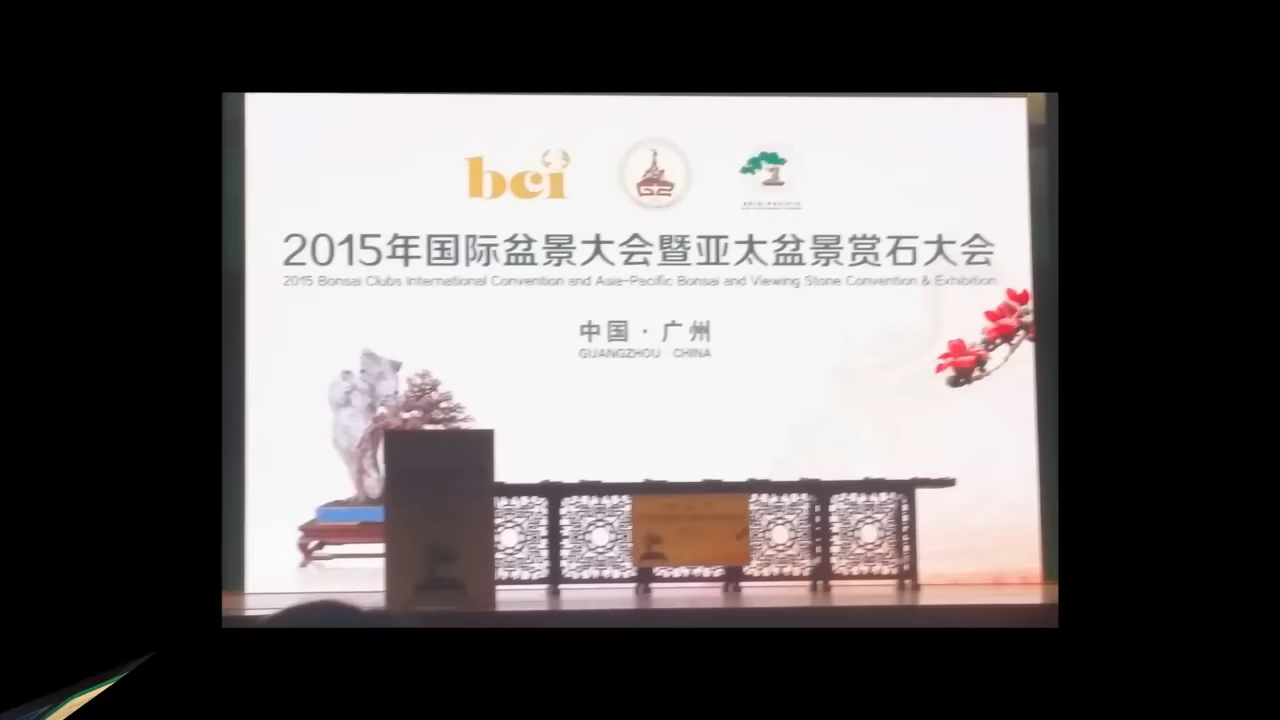 bci
2015年国际盆景大会暨亚太盆景赏石大会
2015 Bonsai Clubs International Convention and Asia-Pacific Bonsai and Viewing Stone Convention & Exhibition
中国·广州
GUANGZHOU · CHINA